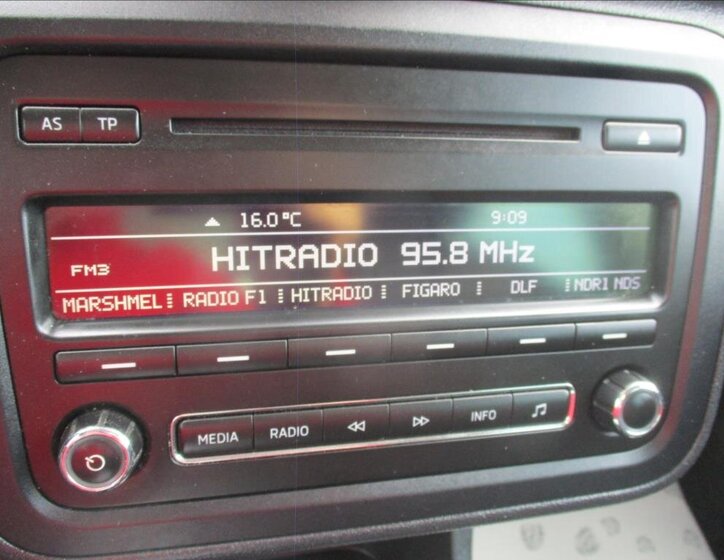 AS TP
16.0°C 9:09
FM3 HITRADIO 95.8 MHz
MARSHMEL RADIO F1 HITRADIO FIGARO DLF NDR1 NDS
MEDIA RADIO INFO